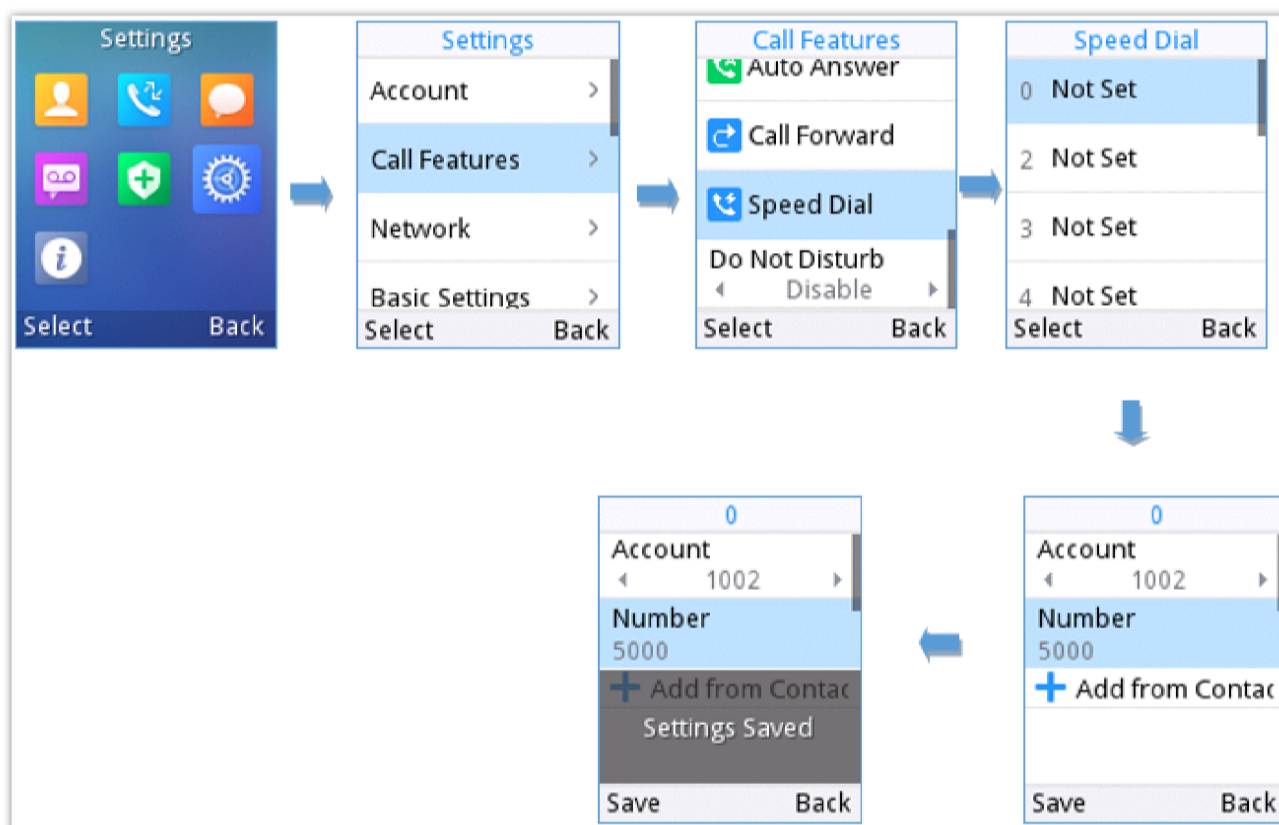 Settings
Select Back
Settings
Account
Call Features
Network
Basic Settings
Select Back
Call Features
Auto Answer
Call Forward
Speed Dial
Do Not Disturb
Disable
Select Back
Speed Dial
0 Not Set
2 Not Set
3 Not Set
4 Not Set
Select Back
0
Account
1002
Number
5000
Add from Contac
Save Back
0
Account
1002
Number
5000
Add from Contac
Settings Saved
Save Back